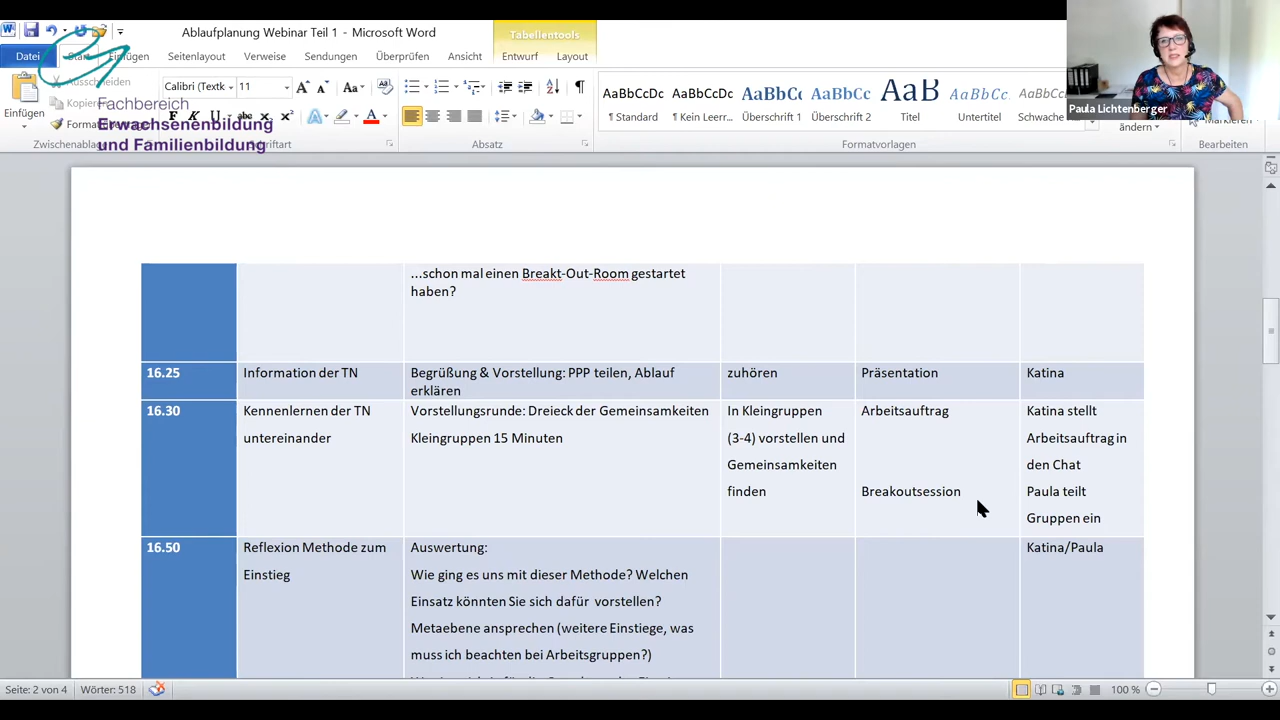 Ablaufplanung Webinar Teil 1 - Microsoft Word
Tabellentools
Datei Start Einfügen Seitenlayout Verweise Sendungen Überprüfen Ansicht Entwurf Layout
Ausschneiden
Kopieren
Einfügen
Zwischenablage
Fachbereich
Erwachsenenbildung
und Familienbildung
Calibri (Textk 11
Schriftart
Absatz
AaBbCcDc AaBbCcDc AaBbCc AaBbCc AaB AaBbCc AaBbCcDc
¶ Standard ¶ Kein Leerr... Überschrift 1 Überschrift 2 Titel Untertitel Schwache
ändern
Markieren
Formatvorlagen
Bearbeiten
Paula Lichtenberger
...schon mal einen Breakt-Out-Room gestartet
haben?
16.25
Information der TN
Begrüßung & Vorstellung: PPP teilen, Ablauf
erklären
zuhören
Präsentation
Katina
16.30
Kennenlernen der TN
untereinander
Vorstellungsrunde: Dreieck der Gemeinsamkeiten
Kleingruppen 15 Minuten
In Kleingruppen
(3-4) vorstellen und
Gemeinsamkeiten
finden
Arbeitsauftrag
Breakoutsession
Katina stellt
Arbeitsauftrag in
den Chat
Paula teilt
Gruppen ein
16.50
Reflexion Methode zum
Einstieg
Auswertung:
Wie ging es uns mit dieser Methode? Welchen
Einsatz könnten Sie sich dafür vorstellen?
Metaebene ansprechen (weitere Einstiege, was
muss ich beachten bei Arbeitsgruppen?)
Katina/Paula
Seite: 2 von 4 Wörter: 518
100 %